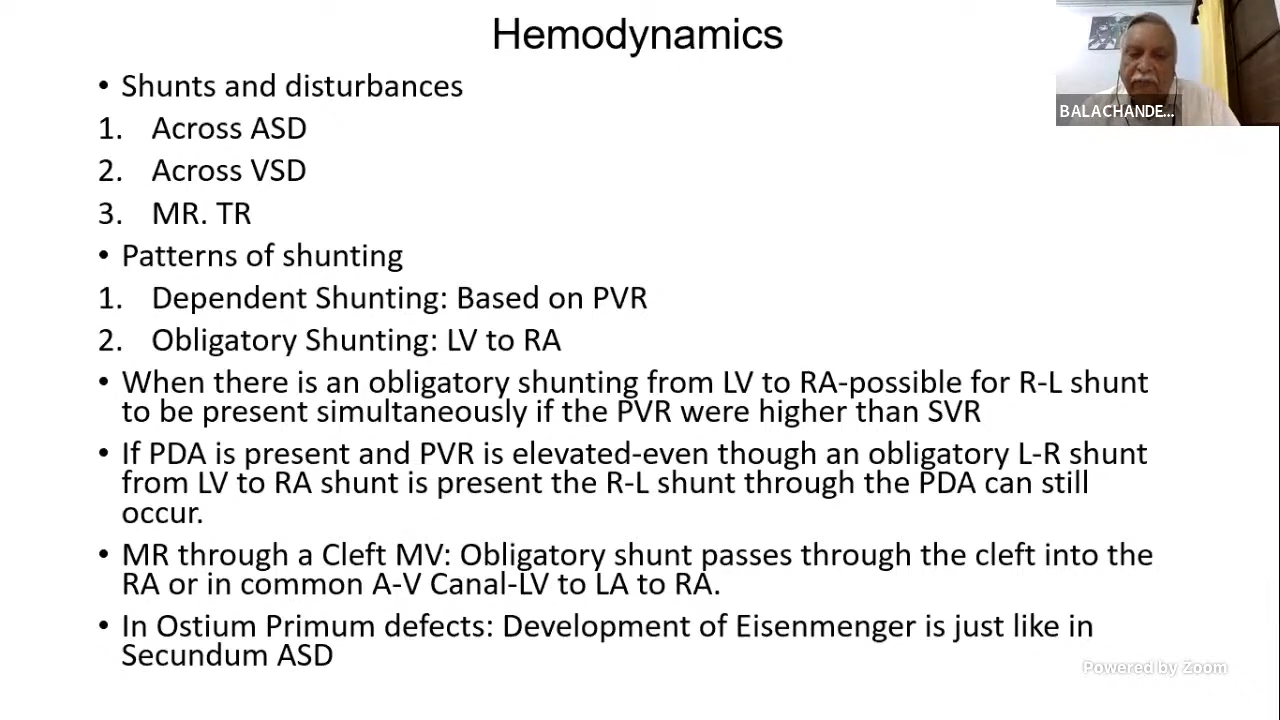 Hemodynamics
• Shunts and disturbances
1. Across ASD
2. Across VSD
3. MR. TR
• Patterns of shunting
1. Dependent Shunting: Based on PVR
2. Obligatory Shunting: LV to RA
• When there is an obligatory shunting from LV to RA-possible for R-L shunt
to be present simultaneously if the PVR were higher than SVR
• If PDA is present and PVR is elevated-even though an obligatory L-R shunt
from LV to RA shunt is present the R-L shunt through the PDA can still
occur.
• MR through a Cleft MV: Obligatory shunt passes through the cleft into the
RA or in common A-V Canal-LV to LA to RA.
• In Ostium Primum defects: Development of Eisenmenger is just like in
Secundum ASD
BALACHANDE...
Powered by Zoom